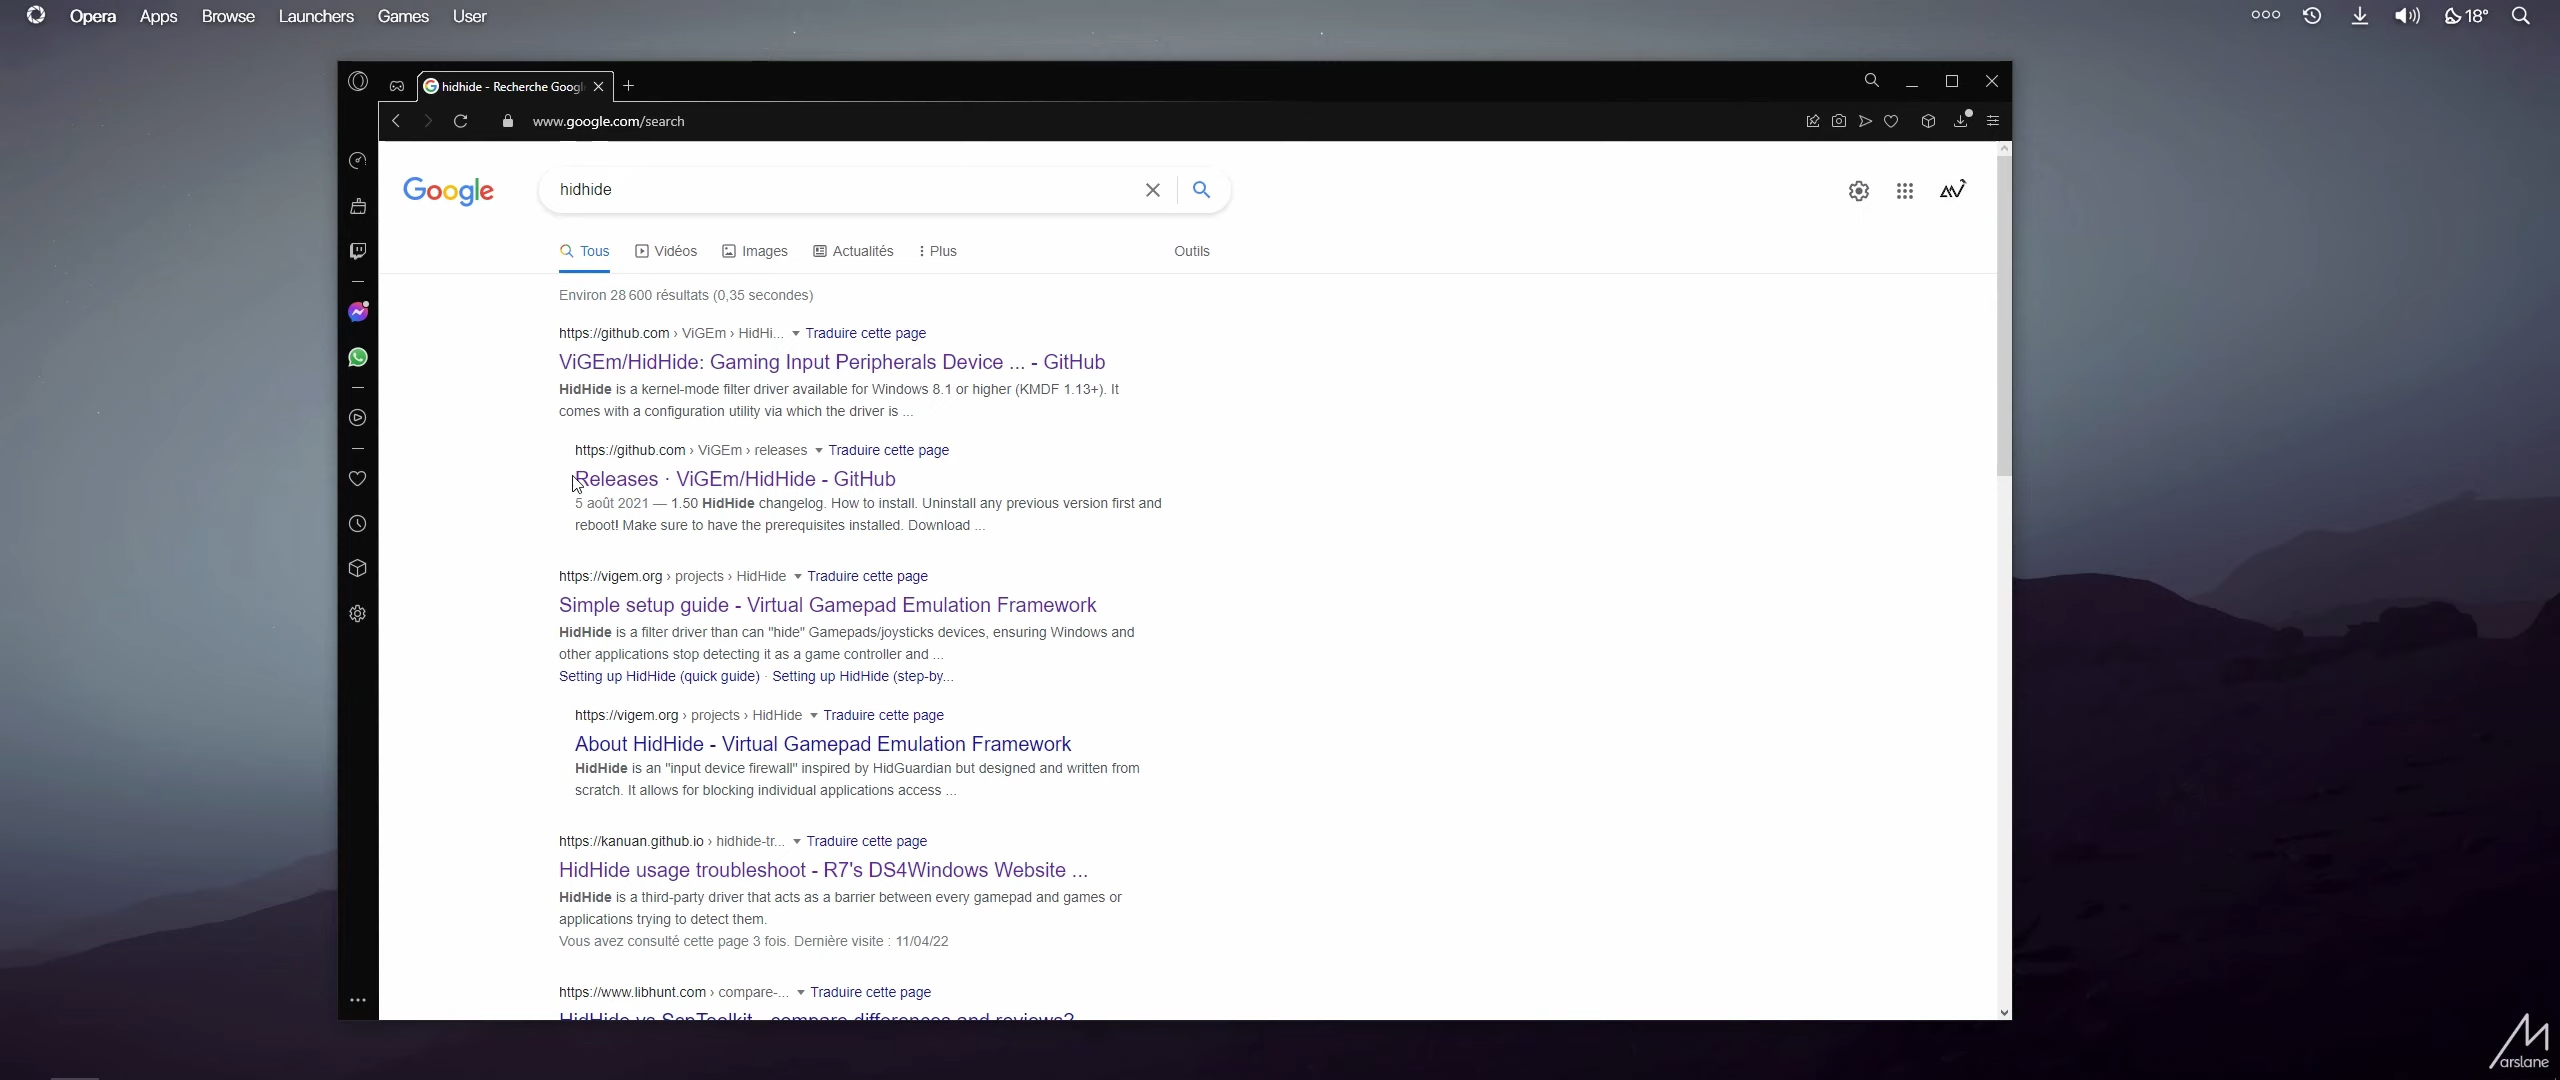 Opera Apps Browse Launchers Games User
18°
hidhide - Recherche Googl
www.google.com/search
Google
hidhide
Tous Vidéos Images Actualités Plus Outils
Environ 28 600 résultats (0,35 secondes)
https://github.com › ViGEm › HidHi... Traduire cette page
ViGEm/HidHide: Gaming Input Peripherals Device ... - GitHub
HidHide is a kernel-mode filter driver available for Windows 8.1 or higher (KMDF 1.13+). It
comes with a configuration utility via which the driver is ...
https://github.com › ViGEm › releases Traduire cette page
Releases · ViGEm/HidHide - GitHub
5 août 2021 — 1.50 HidHide changelog. How to install. Uninstall any previous version first and
reboot! Make sure to have the prerequisites installed. Download ...
https://vigem.org › projects › HidHide Traduire cette page
Simple setup guide - Virtual Gamepad Emulation Framework
HidHide is a filter driver than can "hide" Gamepads/joysticks devices, ensuring Windows and
other applications stop detecting it as a game controller and ...
Setting up HidHide (quick guide) · Setting up HidHide (step-by...
https://vigem.org › projects › HidHide Traduire cette page
About HidHide - Virtual Gamepad Emulation Framework
HidHide is an "input device firewall" inspired by HidGuardian but designed and written from
scratch. It allows for blocking individual applications access ...
https://kanuan.github.io › hidhide-tr... Traduire cette page
HidHide usage troubleshoot - R7's DS4Windows Website ...
HidHide is a third-party driver that acts as a barrier between every gamepad and games or
applications trying to detect them.
Vous avez consulté cette page 3 fois. Dernière visite : 11/04/22
https://www.libhunt.com › compare-... Traduire cette page
HidHide vs ScpToolkit - compare differences and reviews?
Marslane